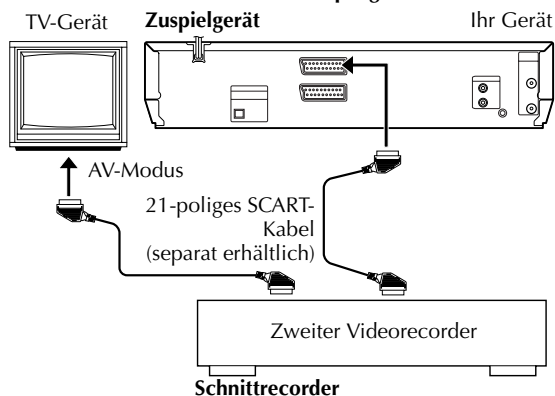 TV-Gerät
Zuspielgerät
Ihr Gerät
AV-Modus
21-poliges SCART-
Kabel
(separat erhältlich)
Zweiter Videorecorder
Schnittrecorder